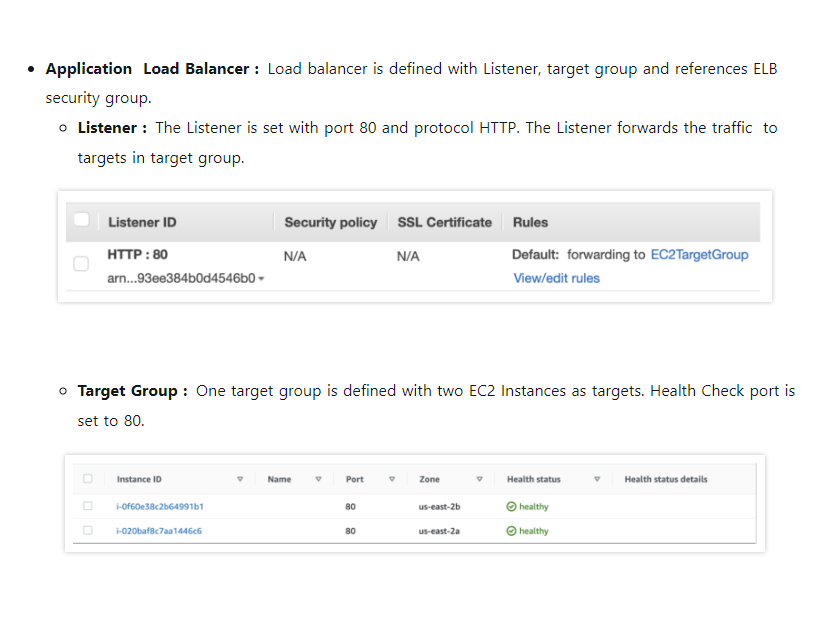 Application Load Balancer : Load balancer is defined with Listener, target group and references ELB
security group.
Listener : The Listener is set with port 80 and protocol HTTP. The Listener forwards the traffic to
targets in target group.
Listener ID Security policy SSL Certificate Rules
HTTP : 80 N/A N/A Default: forwarding to EC2TargetGroup
arn...93ee384b0d4546b0 View/edit rules
Target Group : One target group is defined with two EC2 Instances as targets. Health Check port is
set to 80.
Instance ID Name Port Zone Health status Health status details
i-0f60e38c2b64991b1 80 us-east-2b healthy
i-020baf8c7aa1446c6 80 us-east-2a healthy